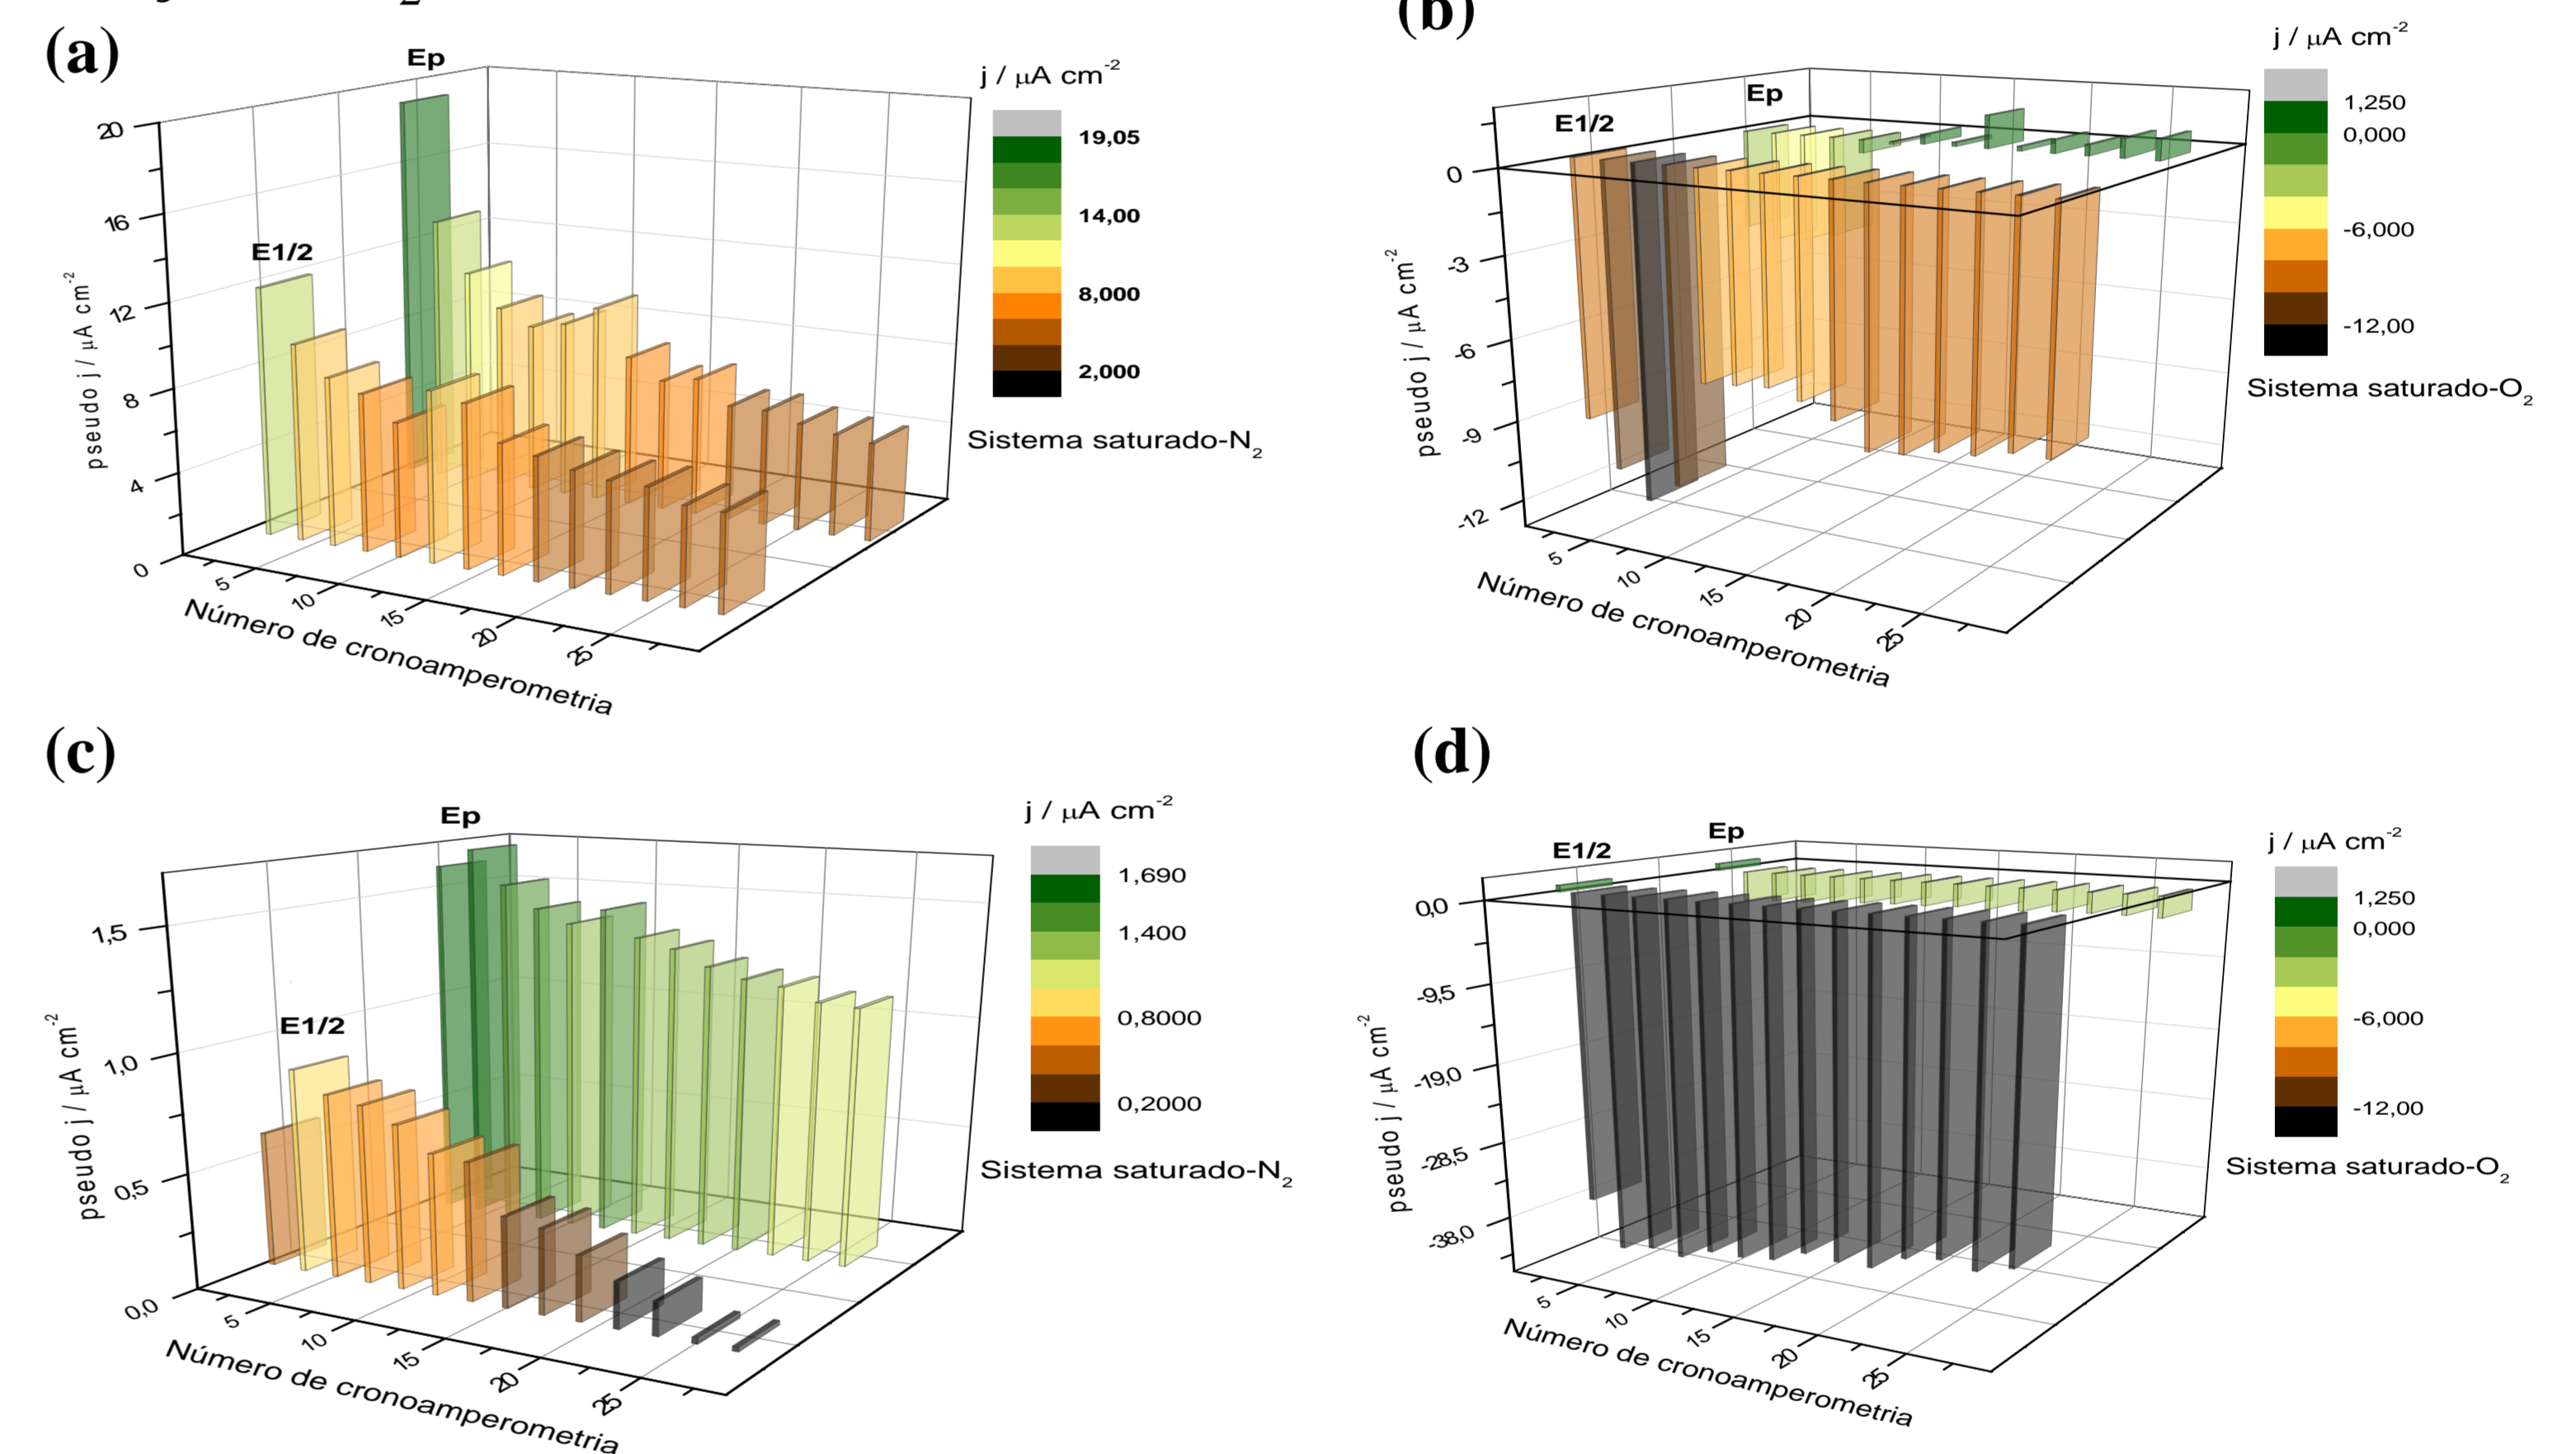 (a)
Ep
E1/2
20
16
12
8
4
0
pseudo j / μA cm-2
5
10
15
20
25
Número de cronoamperometria
j / μA cm-2
19,05
14,00
8,000
2,000
Sistema saturado-N2
(b)
E1/2
Ep
0
-3
-6
-9
-12
pseudo j / μA cm-2
5
10
15
20
25
Número de cronoamperometria
j / μA cm-2
1,250
0,000
-6,000
-12,00
Sistema saturado-O2
(c)
Ep
E1/2
1,5
1,0
0,5
0,0
pseudo j / μA cm-2
5
10
15
20
25
Número de cronoamperometria
j / μA cm-2
1,690
1,400
0,8000
0,2000
Sistema saturado-N2
(d)
E1/2
Ep
0,0
-9,5
-19,0
-28,5
-38,0
pseudo j / μA cm-2
5
10
15
20
25
Número de cronoamperometria
j / μA cm-2
1,250
0,000
-6,000
-12,00
Sistema saturado-O2